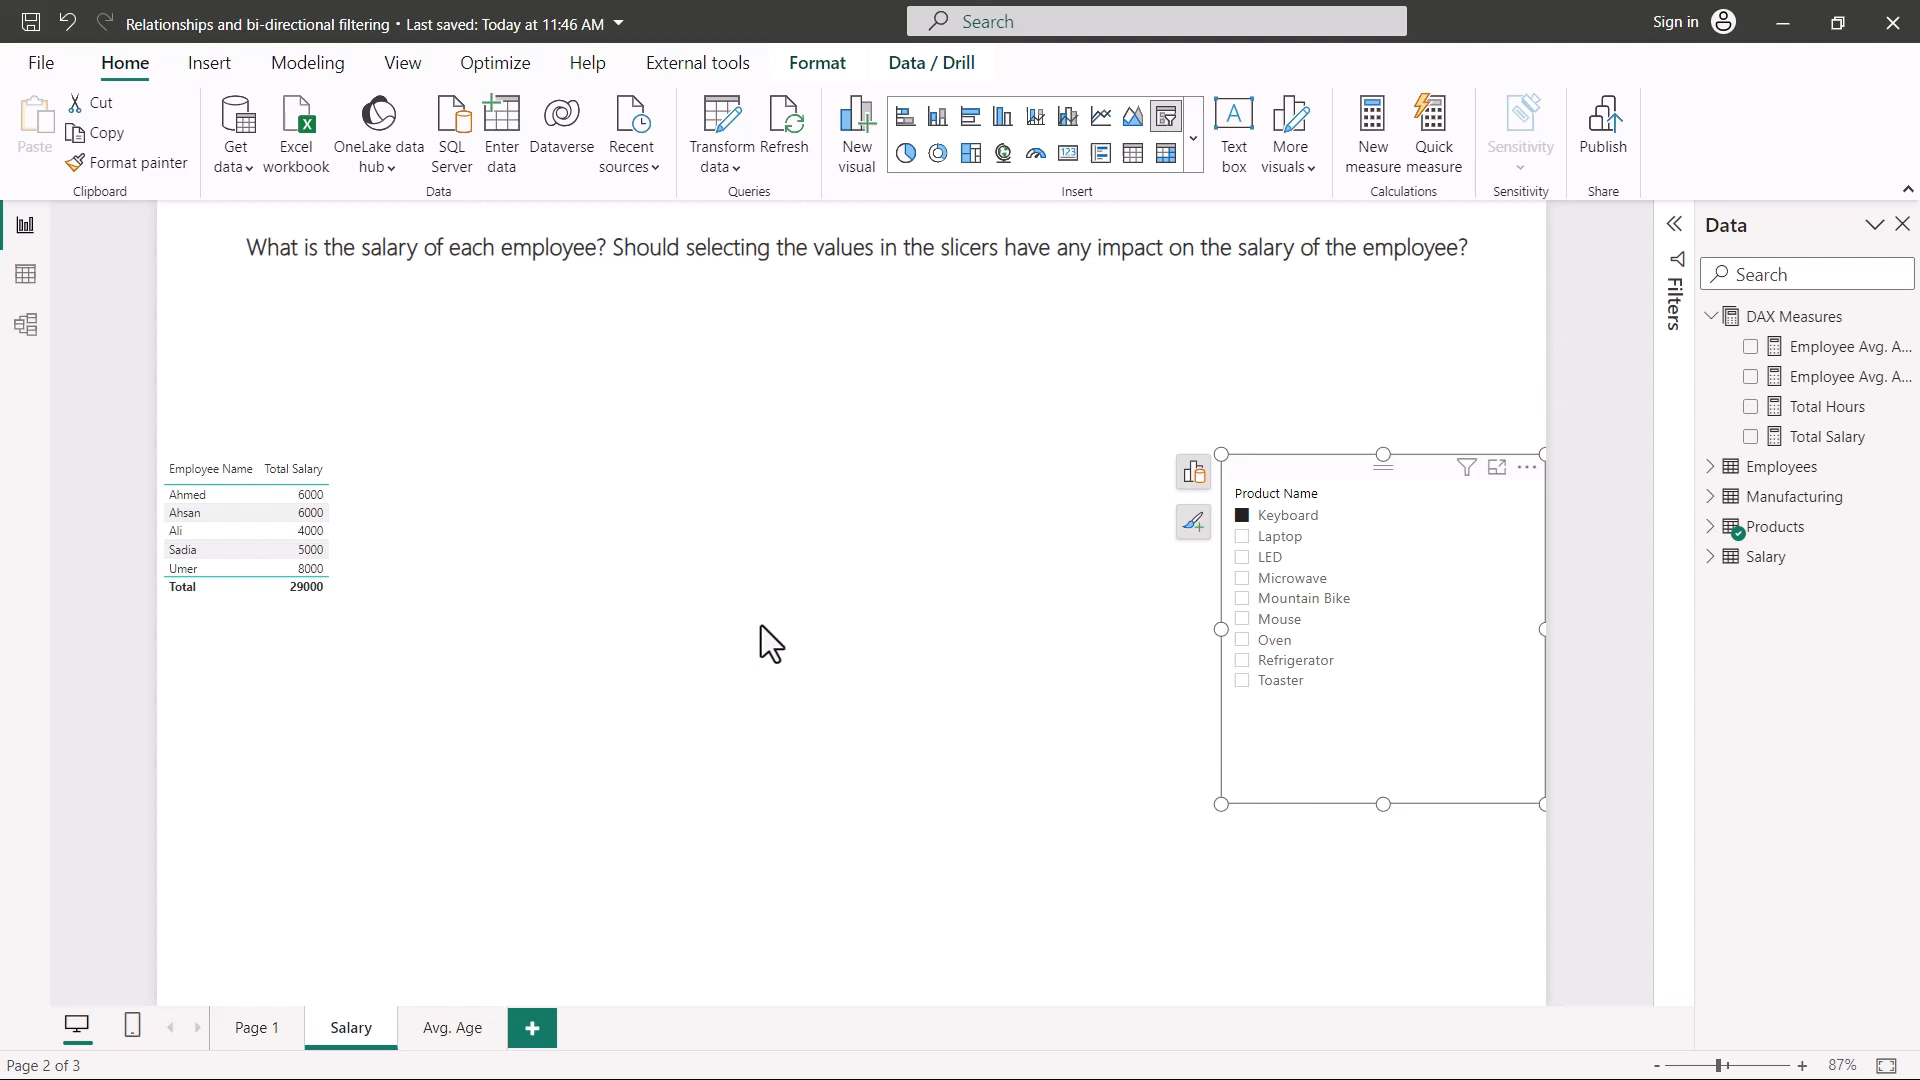 Relationships and bi-directional filtering • Last saved: Today at 11:46 AM
Search
Sign in
File Home Insert Modeling View Optimize Help External tools Format Data / Drill
Paste
Cut
Copy
Format painter
Clipboard
Get data
Excel workbook
OneLake data hub
SQL Server
Enter data
Dataverse
Recent sources
Data
Transform data
Refresh
Queries
New visual
123
Insert
A
Text box
More visuals
New measure
Quick measure
Calculations
Sensitivity
Sensitivity
Publish
Share
What is the salary of each employee? Should selecting the values in the slicers have any impact on the salary of the employee?
Employee Name Total Salary
Ahmed 6000
Ahsan 6000
Ali 4000
Sadia 5000
Umer 8000
Total 29000
Product Name
Keyboard
Laptop
LED
Microwave
Mountain Bike
Mouse
Oven
Refrigerator
Toaster
Filters
Data
Search
DAX Measures
Employee Avg. A...
Employee Avg. A...
Total Hours
Total Salary
Employees
Manufacturing
Products
Salary
Page 1 Salary Avg. Age +
Page 2 of 3
- + 87%